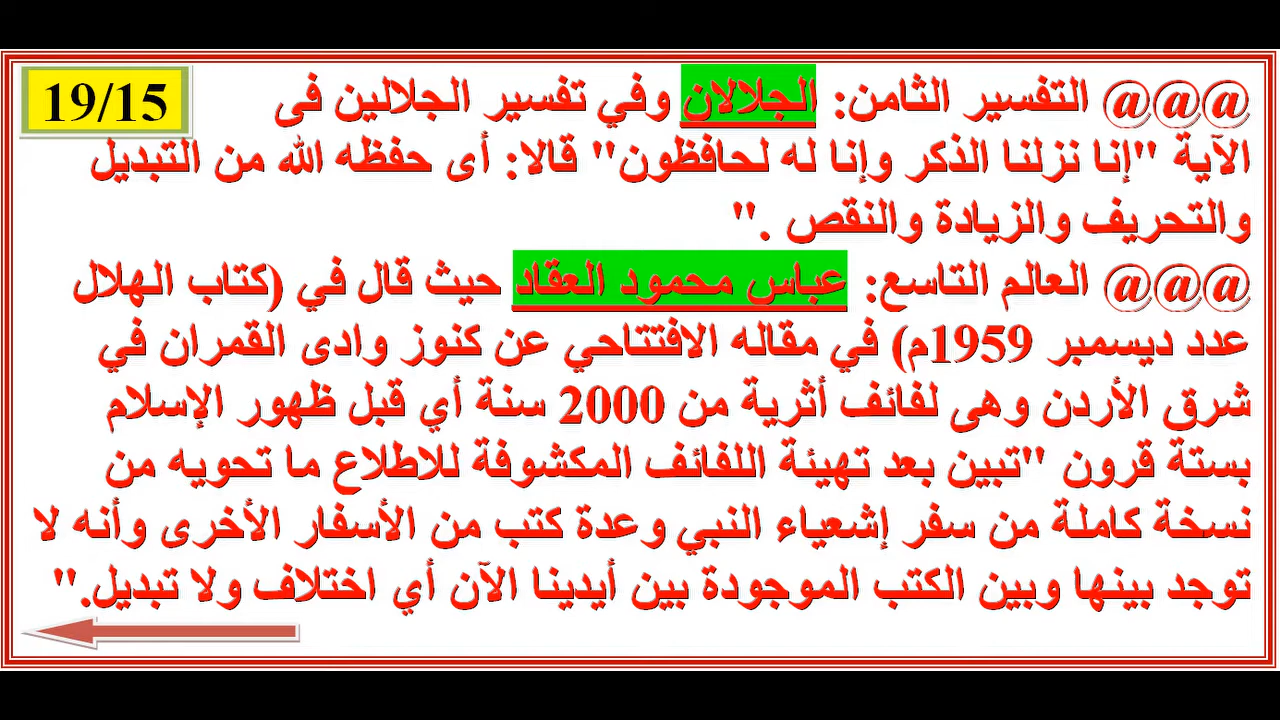 19/15
@@@ التفسير الثامن: الجلالان وفي تفسير الجلالين فى
الآية "إنا نزلنا الذكر وإنا له لحافظون" قالا: أى حفظه الله من التبديل
والتحريف والزيادة والنقص ."
@@@ العالم التاسع: عباس محمود العقاد حيث قال في (كتاب الهلال
عدد ديسمبر 1959م) في مقاله الافتتاحي عن كنوز وادى القمران في
شرق الأردن وهى لفائف أثرية من 2000 سنة أي قبل ظهور الإسلام
بستة قرون "تبين بعد تهيئة اللفائف المكشوفة للاطلاع ما تحويه من
نسخة كاملة من سفر إشعياء النبي وعدة كتب من الأسفار الأخرى وأنه لا
توجد بينها وبين الكتب الموجودة بين أيدينا الآن أي اختلاف ولا تبديل."